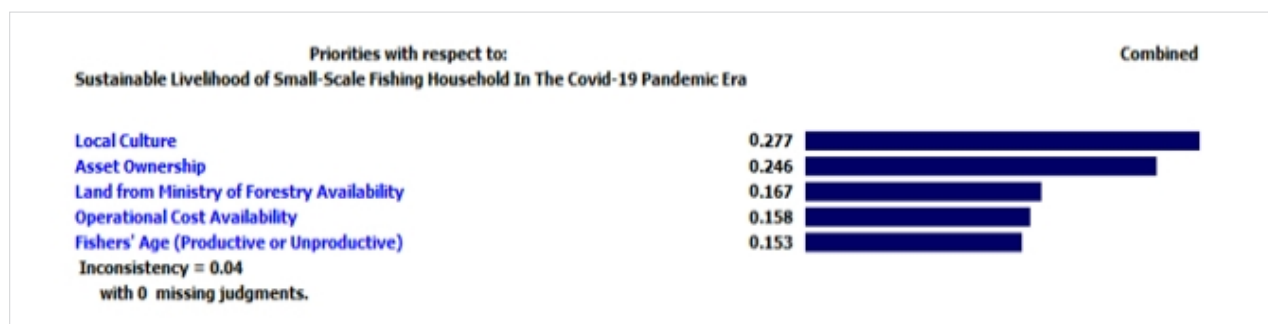 Priorities with respect to: Combined
Sustainable Livelihood of Small-Scale Fishing Household In The Covid-19 Pandemic Era
Local Culture 0.277
Asset Ownership 0.246
Land from Ministry of Forestry Availability 0.167
Operational Cost Availability 0.158
Fishers' Age (Productive or Unproductive) 0.153
Inconsistency = 0.04
with 0 missing judgments.